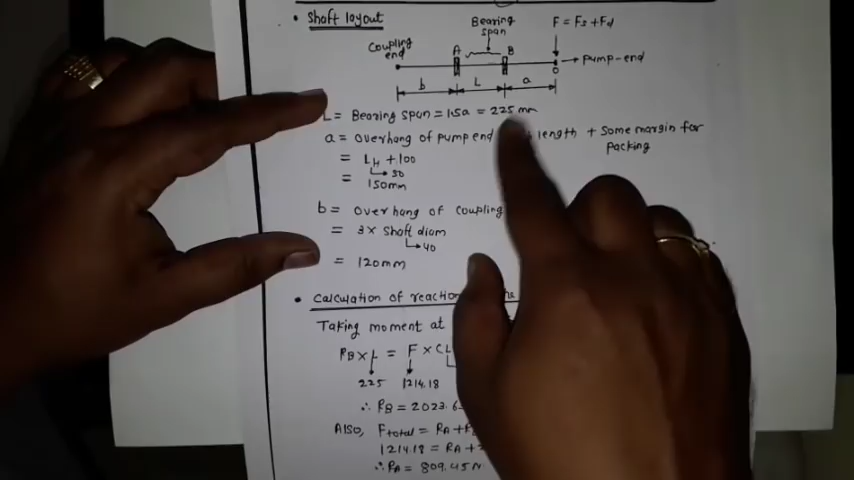 • Shaft layout
Bearing
span
F = Fs + Fd
Coupling
end
A
B
Pump-end
b
L
a
L = Bearing span = 1.5a = 225 mm
a = overhang of pump end length + some margin for
packing
= LH + 100
50
= 150mm
b = overhang of coupling
= 3 x shaft diam
40
= 120mm
• Calculation of reaction
Taking moment at
RB x L = F x CL
225 1214.18
∴ RB = 2023.6
Also, Ftotal = RA +
1214.18 = RA +
∴ RA = 809.45N